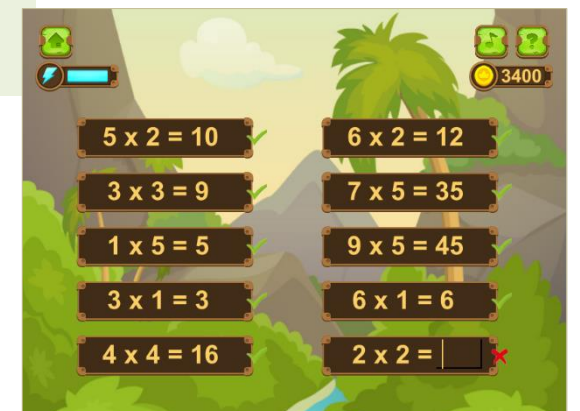 3400
5 x 2 = 10
3 x 3 = 9
1 x 5 = 5
3 x 1 = 3
4 x 4 = 16
6 x 2 = 12
7 x 5 = 35
9 x 5 = 45
6 x 1 = 6
2 x 2 =